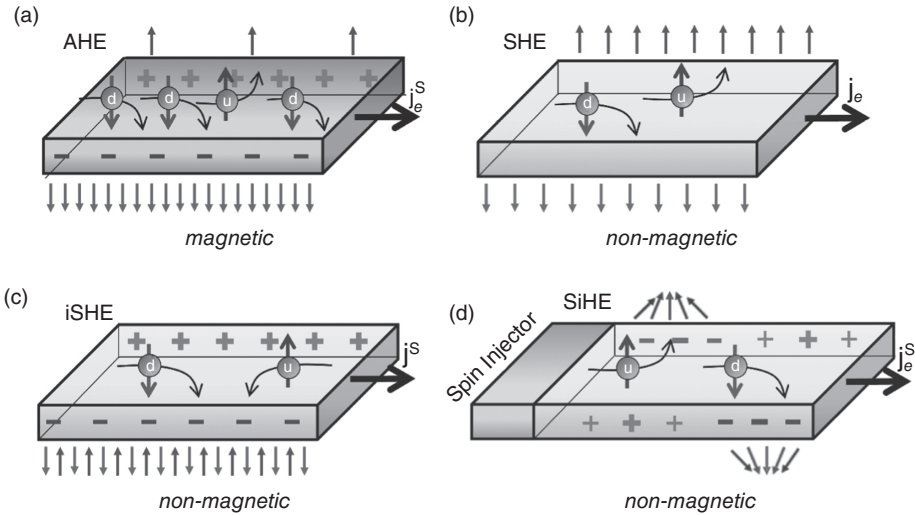 (a)
AHE
d d u d
j_e^S
magnetic
(b)
SHE
d u
j_e
non-magnetic
(c)
iSHE
d u
j^S
non-magnetic
(d)
SiHE
Spin Injector
u d
j_e^S
non-magnetic